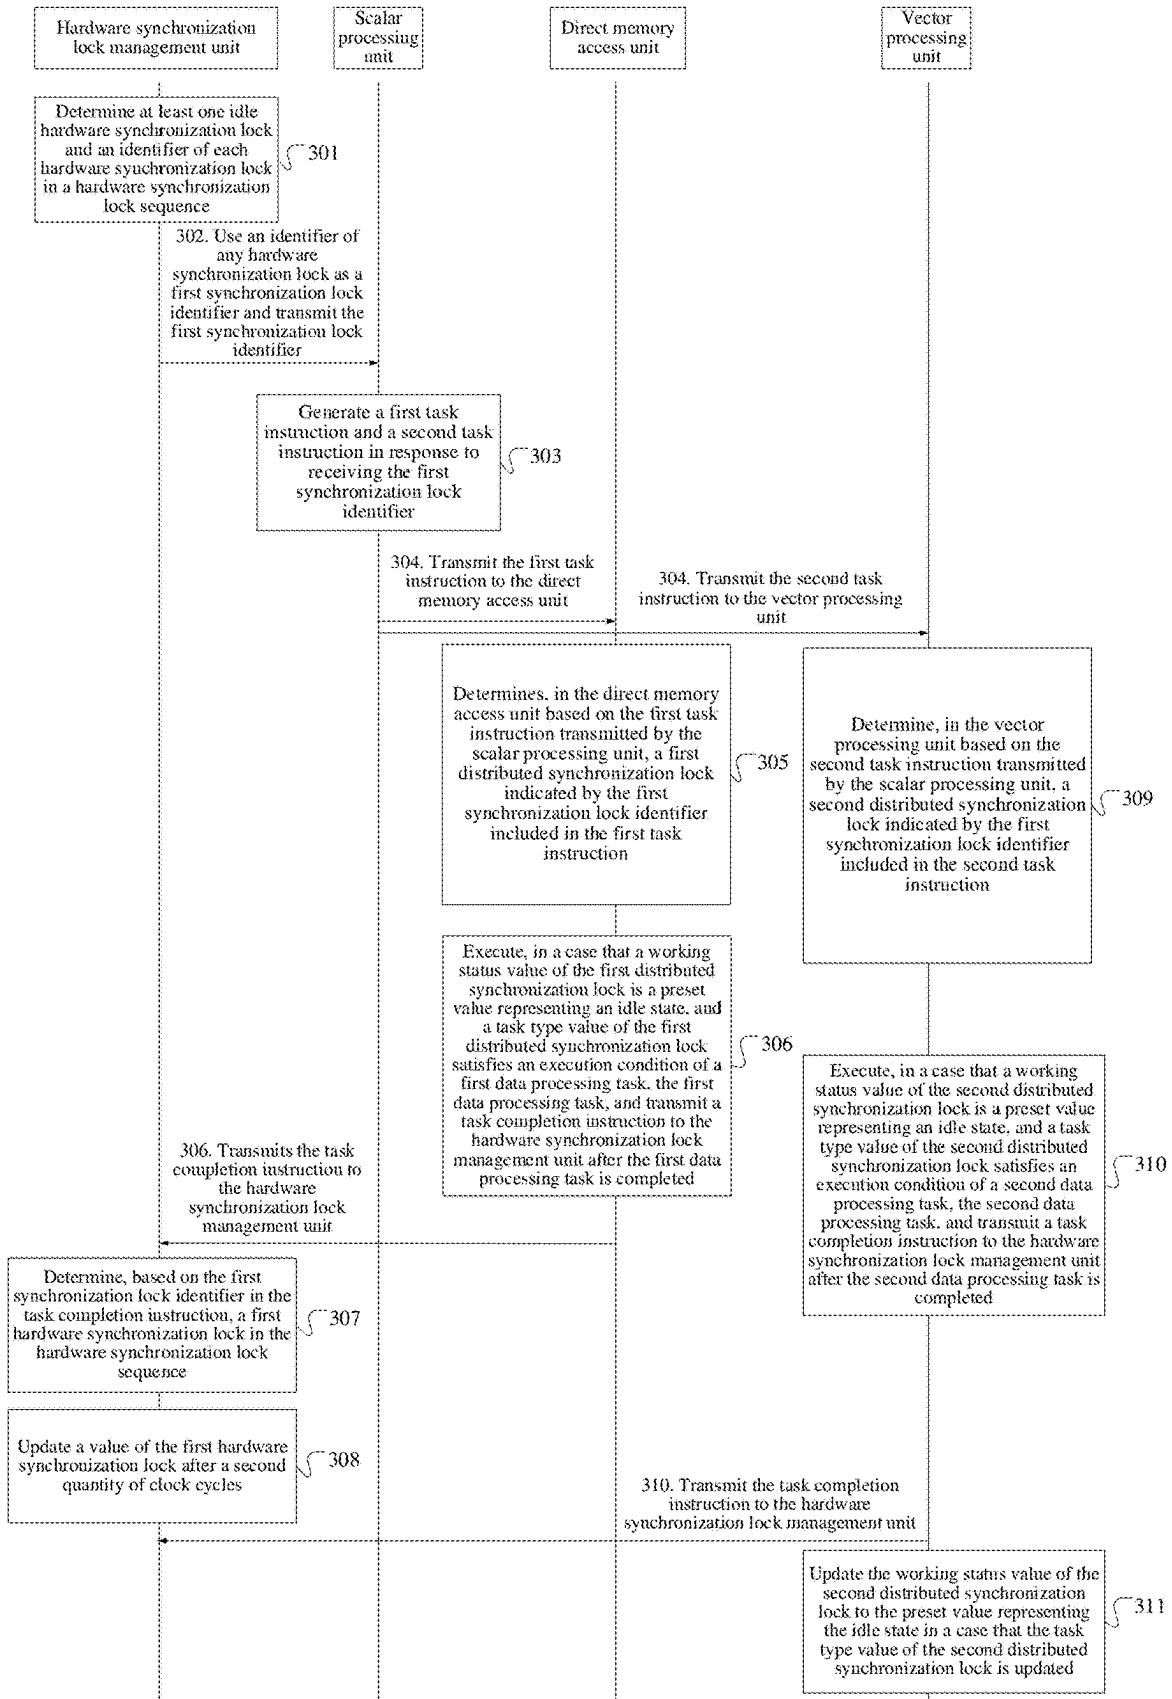 Hardware synchronization
lock management unit
Scalar
processing
unit
Direct memory
access unit
Vector
processing
unit
Determine at least one idle
hardware synchronization lock
and an identifier of each
hardware synchronization lock
in a hardware synchronization
lock sequence
301
302. Use an identifier of
any hardware
synchronization lock as a
first synchronization lock
identifier and transmit the
first synchronization lock
identifier
Generate a first task
instruction and a second task
instruction in response to
receiving the first
synchronization lock
identifier
303
304. Transmit the first task
instruction to the direct
memory access unit
304. Transmit the second task
instruction to the vector processing
unit
Determines, in the direct memory
access unit based on the first task
instruction transmitted by the
scalar processing unit, a first
distributed synchronization lock
indicated by the first
synchronization lock identifier
included in the first task
instruction
305
Determine, in the vector
processing unit based on the
second task instruction transmitted
by the scalar processing unit, a
second distributed synchronization
lock indicated by the first
synchronization lock identifier
included in the second task
instruction
309
Execute, in a case that a working
status value of the first distributed
synchronization lock is a preset
value representing an idle state, and
a task type value of the first
distributed synchronization lock
satisfies an execution condition of a
first data processing task, the first
data processing task, and transmit a
task completion instruction to the
hardware synchronization lock
management unit after the first data
processing task is completed
306
Execute, in a case that a working
status value of the second distributed
synchronization lock is a preset value
representing an idle state, and a task
type value of the second distributed
synchronization lock satisfies an
execution condition of a second data
processing task, the second data
processing task, and transmit a task
completion instruction to the hardware
synchronization lock management unit
after the second data processing task is
completed
310
306. Transmits the task
completion instruction to
the hardware
synchronization lock
management unit
Determine, based on the first
synchronization lock identifier in the
task completion instruction, a first
hardware synchronization lock in the
hardware synchronization lock
sequence
307
Update a value of the first hardware
synchronization lock after a second
quantity of clock cycles
308
310. Transmit the task completion
instruction to the hardware
synchronization lock management unit
Update the working status value of the
second distributed synchronization
lock to the preset value representing
the idle state in a case that the task
type value of the second distributed
synchronization lock is updated
311